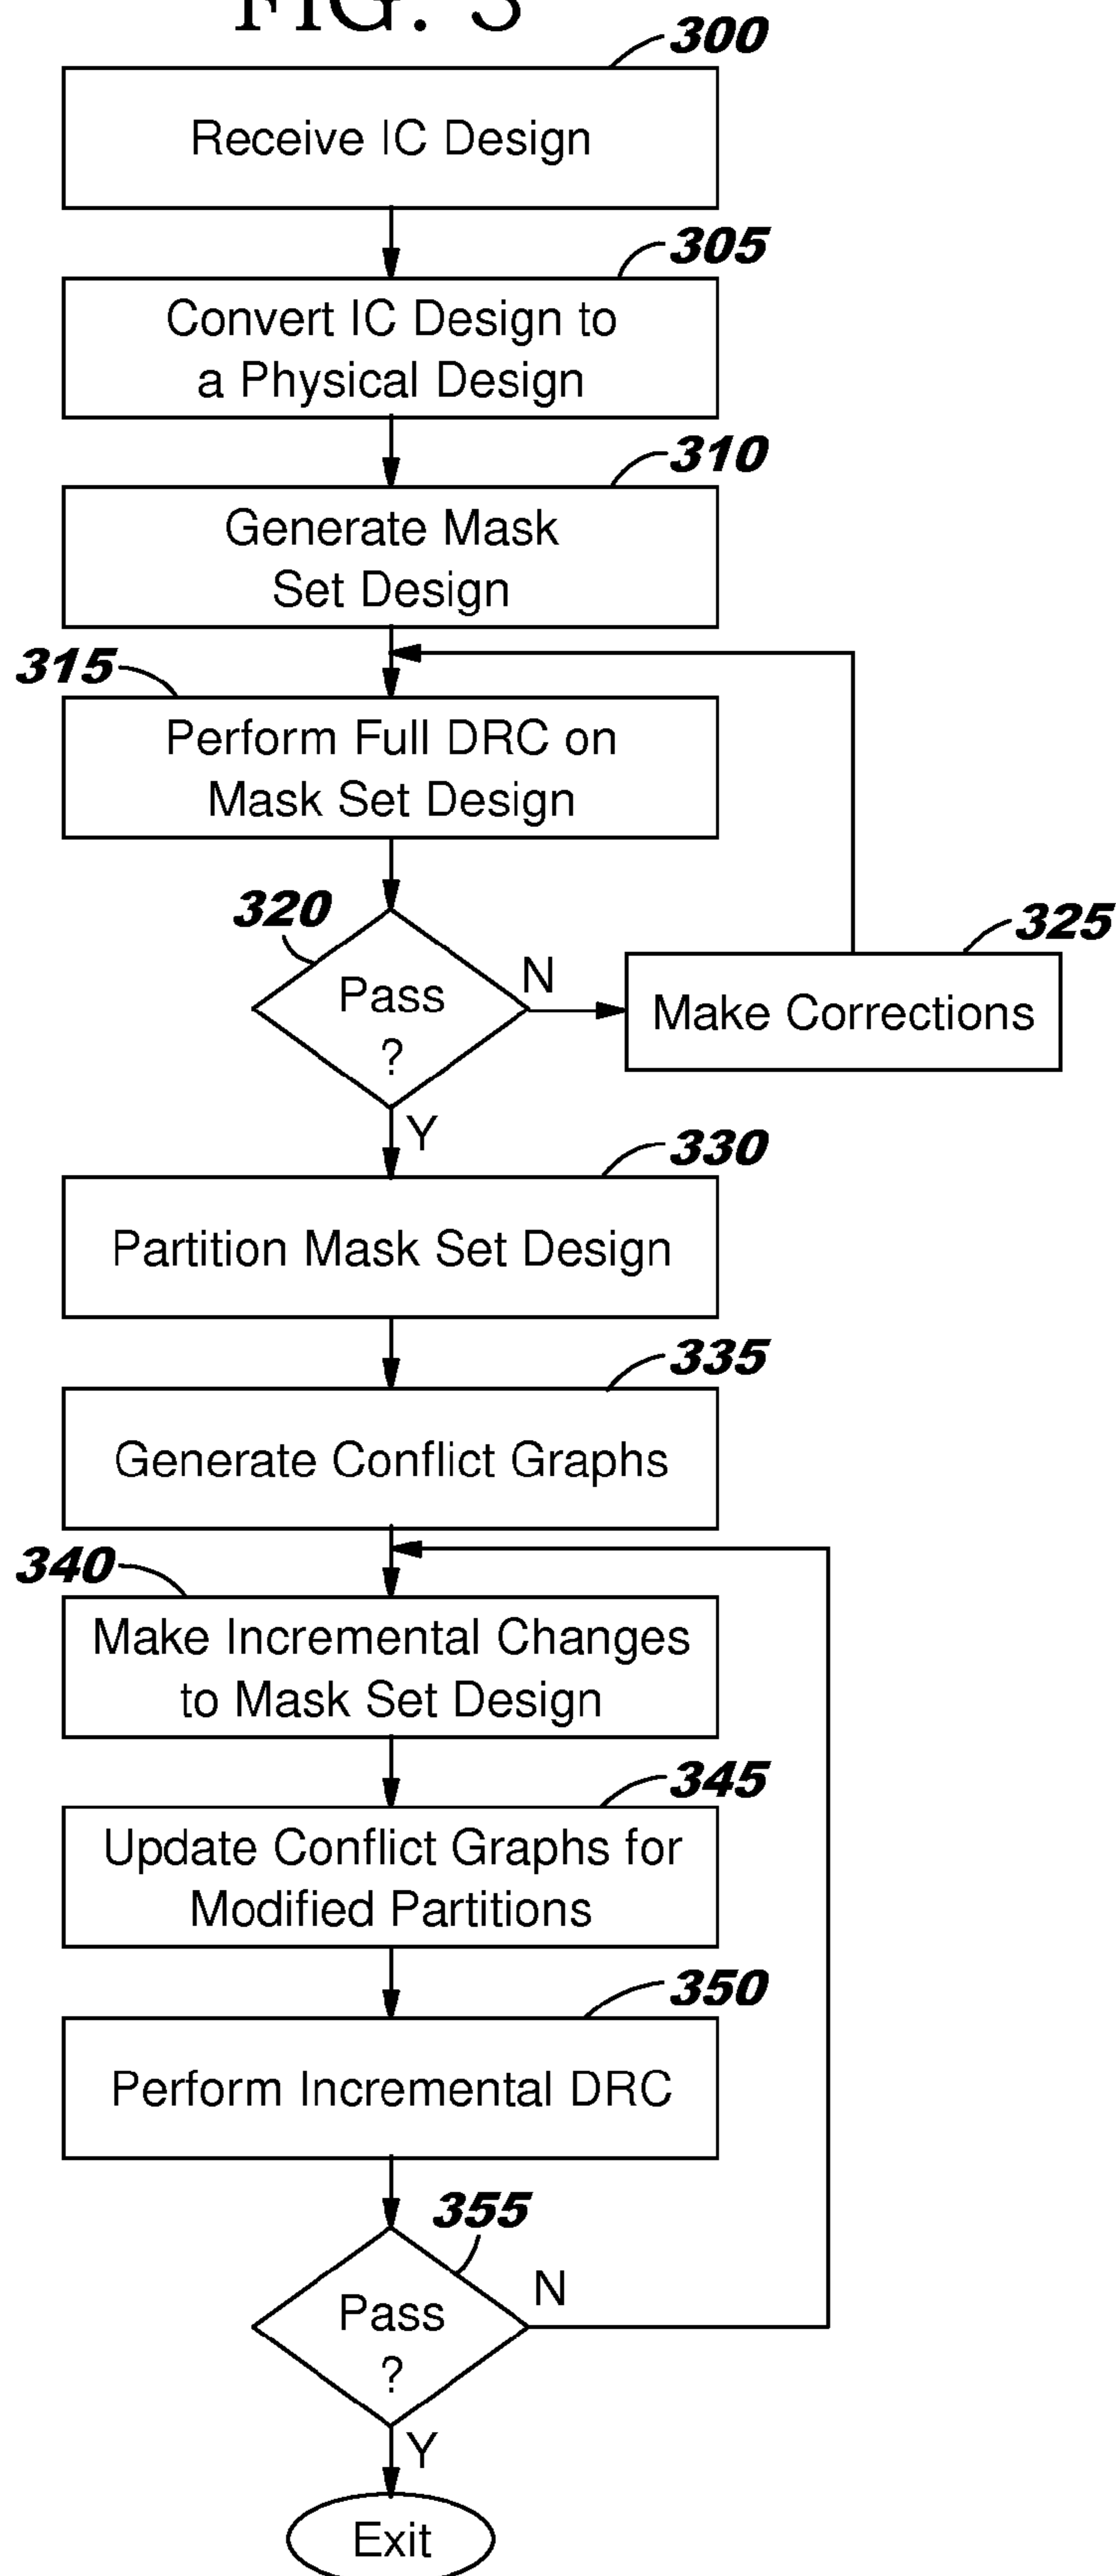 FIG. 3
300
Receive IC Design
305
Convert IC Design to
a Physical Design
310
Generate Mask
Set Design
315
Perform Full DRC on
Mask Set Design
320
Pass
?
N
325
Make Corrections
Y
330
Partition Mask Set Design
335
Generate Conflict Graphs
340
Make Incremental Changes
to Mask Set Design
345
Update Conflict Graphs for
Modified Partitions
350
Perform Incremental DRC
355
Pass
?
N
Y
Exit